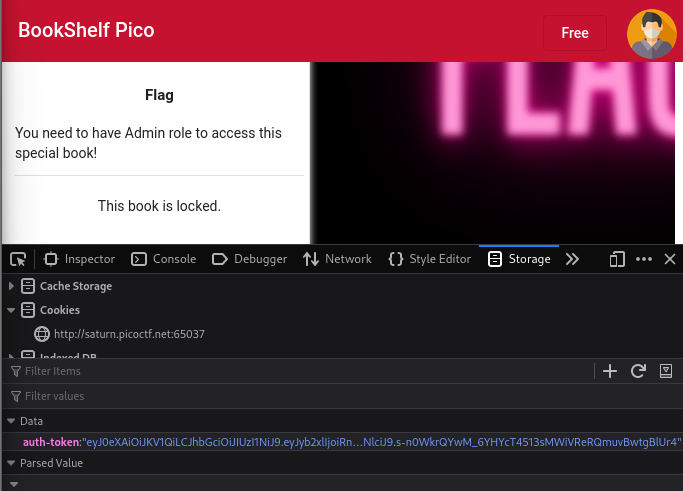 BookShelf Pico
Free
Flag
You need to have Admin role to access this
special book!
This book is locked.
FLAG
Inspector
Console
Debugger
Network
Style Editor
Storage
Cache Storage
Cookies
http://saturn.picoctf.net:65037
Indexed DB
Filter Items
Filter values
Data
auth-token:"eyJ0eXAiOiJKV1QiLCJhbGciOiJIUzI1NiJ9.eyJyb2xlIjoiRn…NlciJ9.s-n0WkrQYwM_6YHYcT4513sMWiVReRQmuvBwtgBlUr4"
Parsed Value